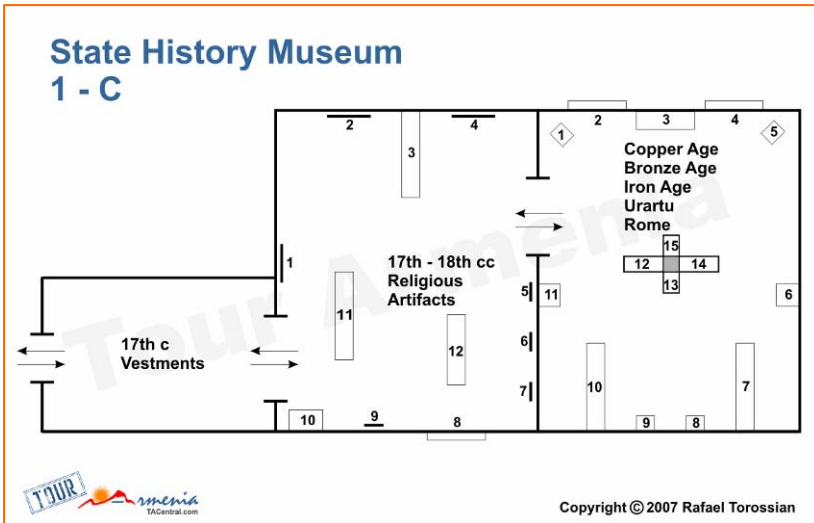 State History Museum
1 - C
Tour Armenia
2
4
3
1
17th - 18th cc
Religious
Artifacts
11
12
5
6
7
10
9
8
17th c
Vestments
1
2
3
4
5
Copper Age
Bronze Age
Iron Age
Urartu
Rome
15
12
14
13
11
6
10
7
9
8
TOUR
Armenia
TACentral.com
Copyright © 2007 Rafael Torossian